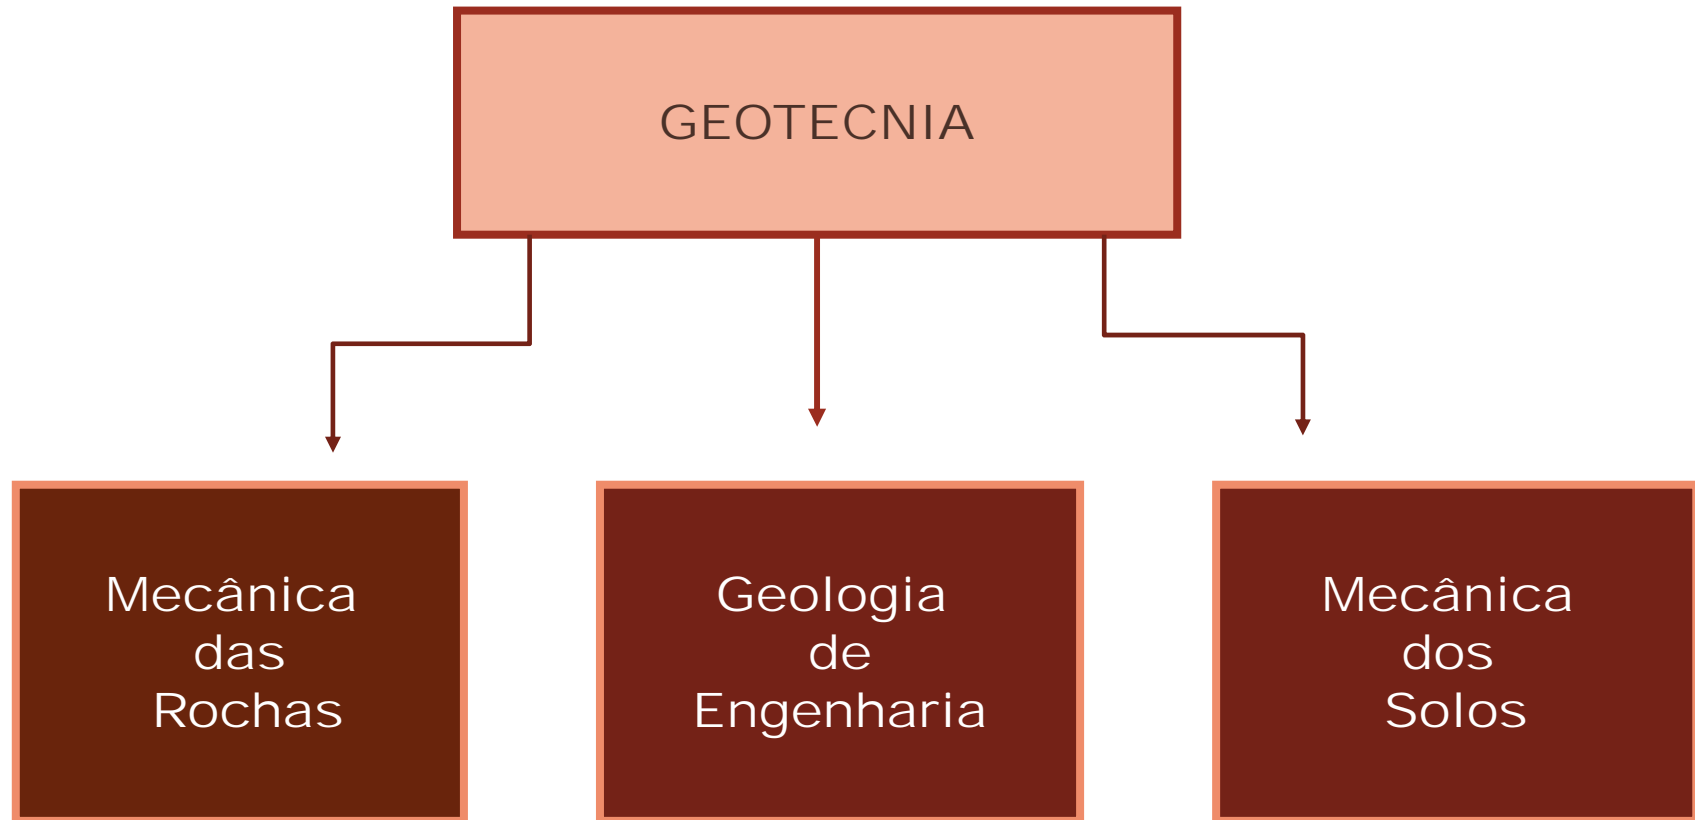 GEOTECNIA
Mecânica
das
Rochas
Geologia
de
Engenharia
Mecânica
dos
Solos